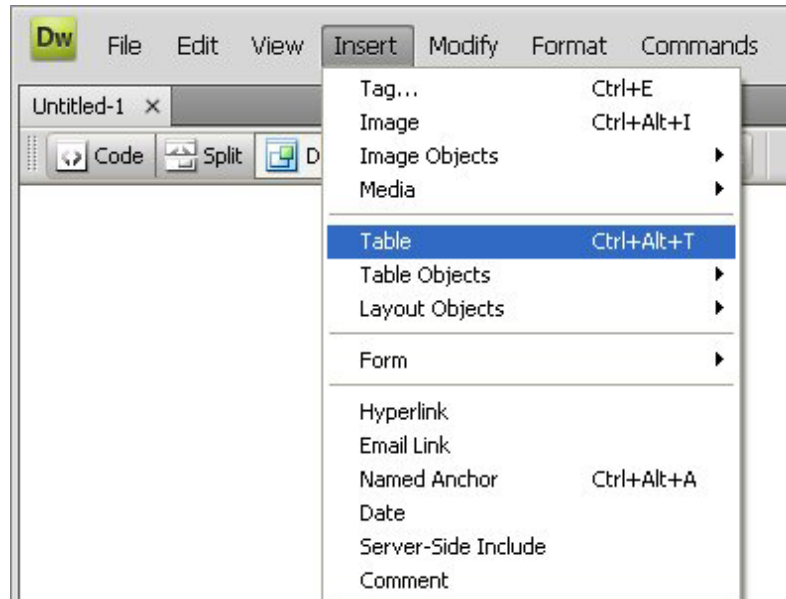 Dw File Edit View Insert Modify Format Commands
Untitled-1 ×
Code Split D
Tag... Ctrl+E
Image Ctrl+Alt+I
Image Objects
Media
Table Ctrl+Alt+T
Table Objects
Layout Objects
Form
Hyperlink
Email Link
Named Anchor Ctrl+Alt+A
Date
Server-Side Include
Comment